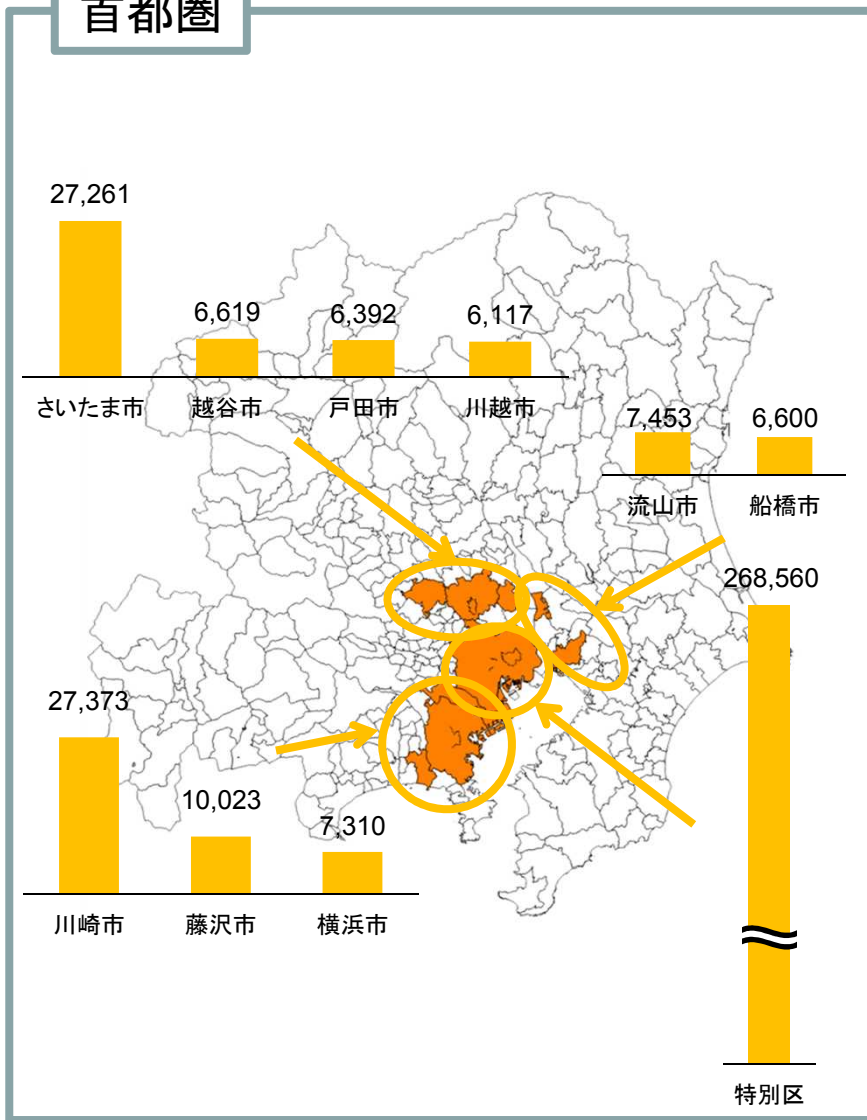 首都圏
27,261
6,619
6,392
6,117
さいたま市 越谷市 戸田市 川越市
7,453
6,600
流山市 船橋市
268,560
特別区
27,373
10,023
7,310
川崎市 藤沢市 横浜市